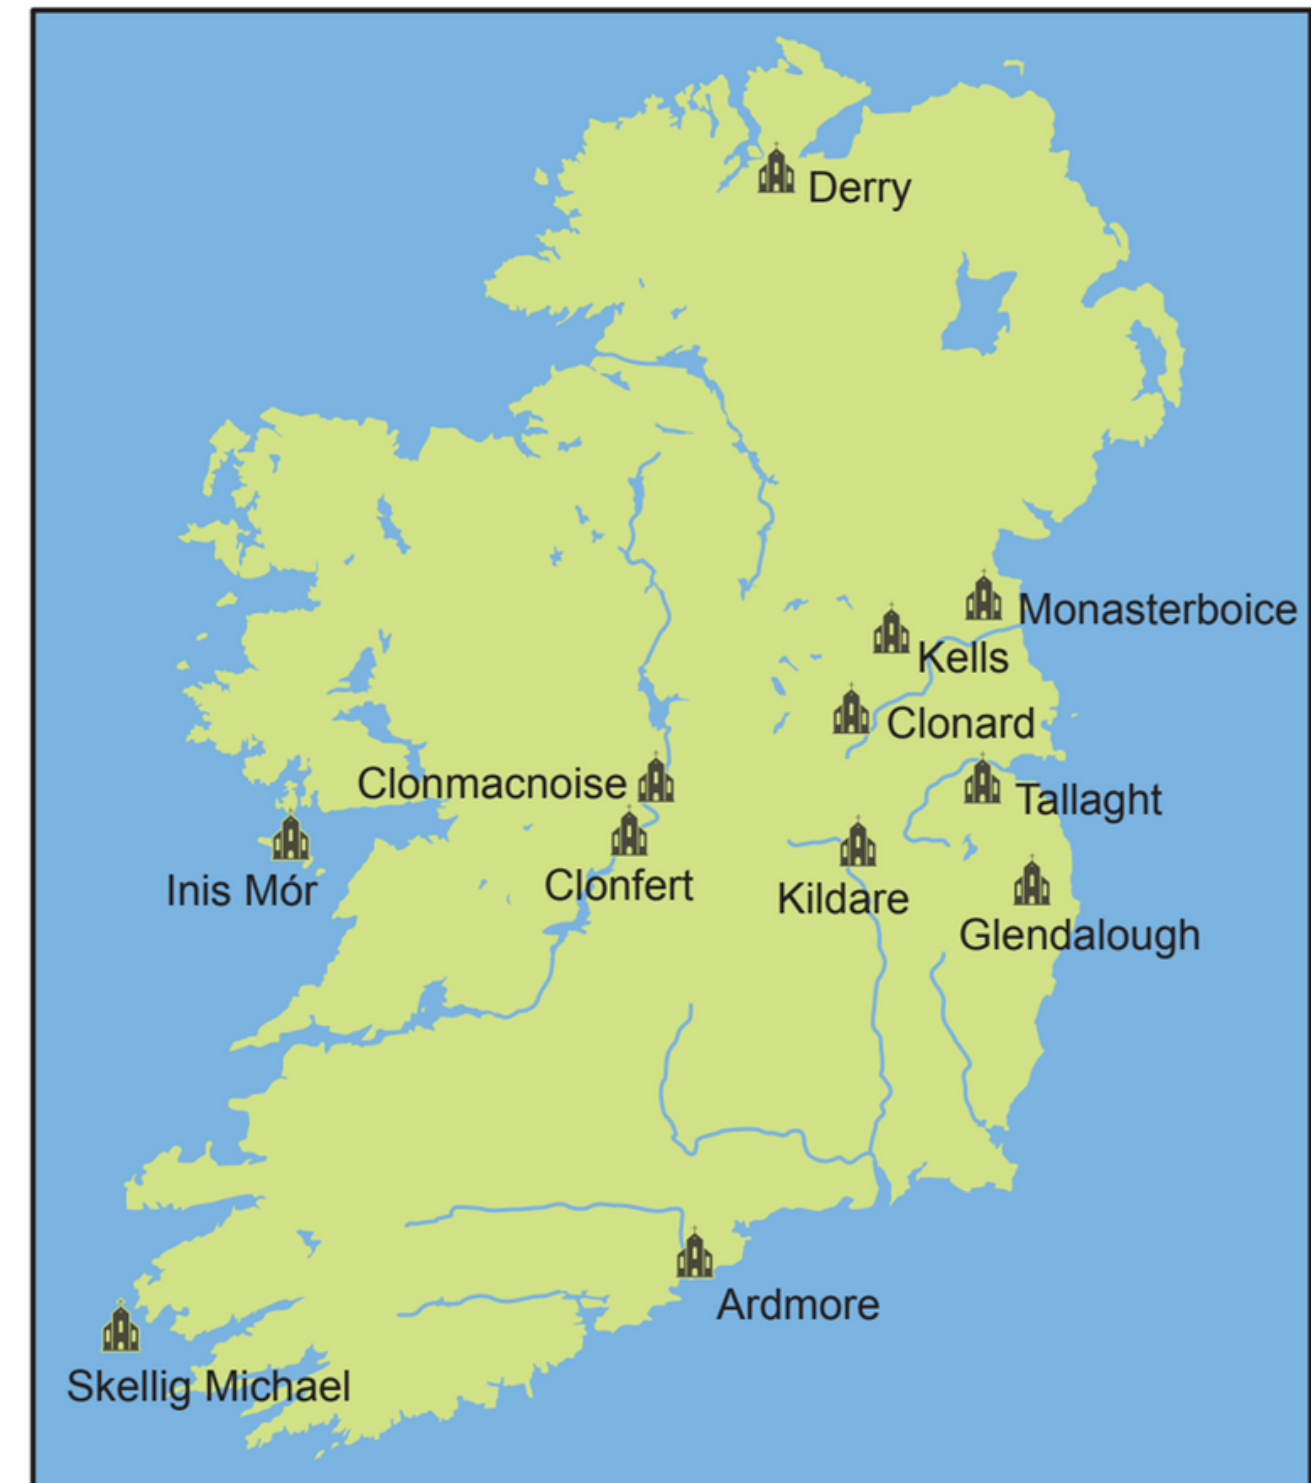 Derry
Monasterboice
Kells
Clonard
Clonmacnoise
Tallaght
Inis Mór
Clonfert
Kildare
Glendalough
Ardmore
Skellig Michael